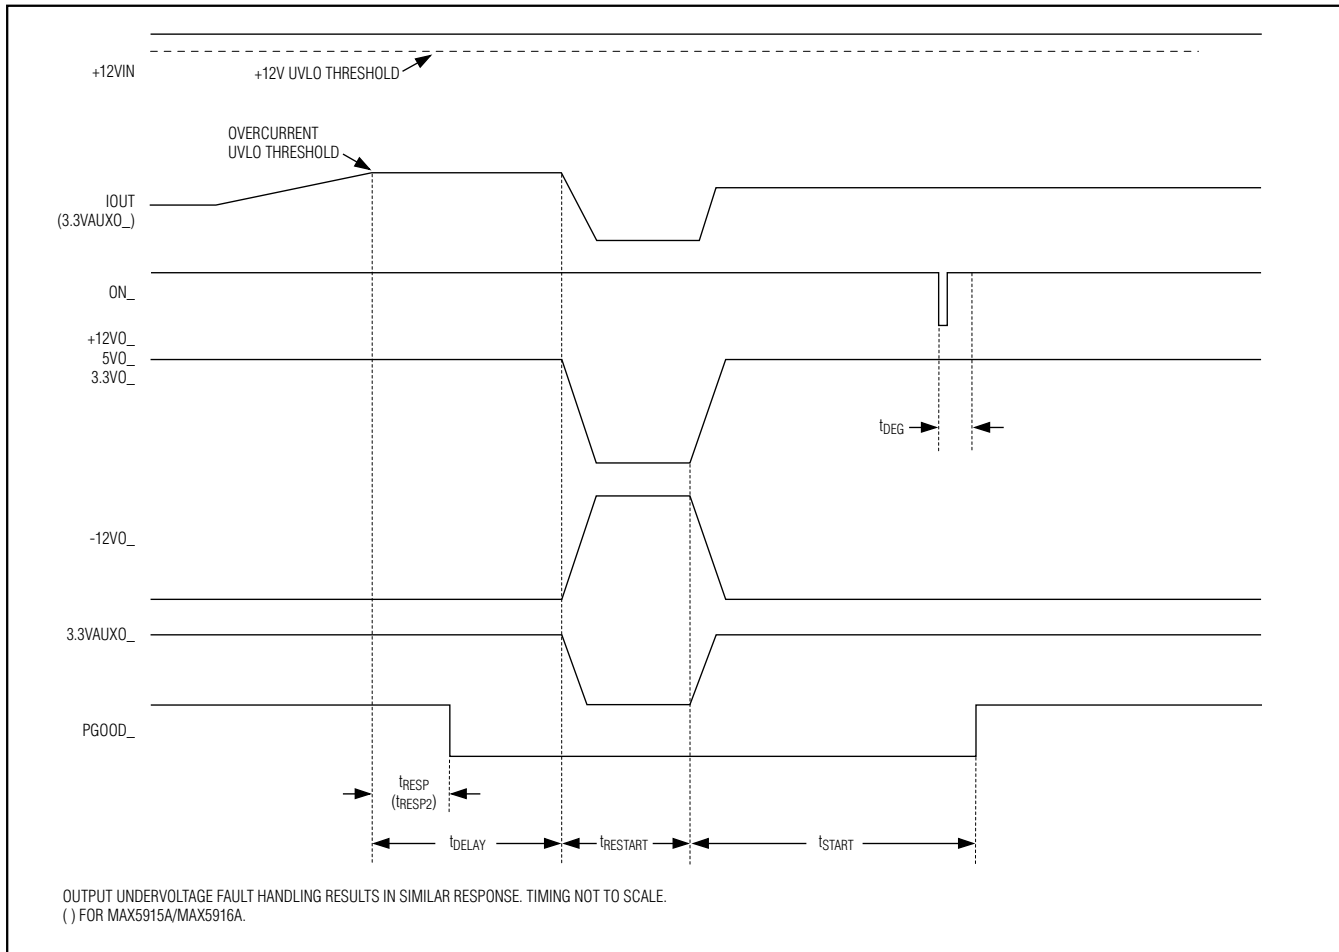 +12VIN
+12V UVLO THRESHOLD
OVERCURRENT
UVLO THRESHOLD
IOUT
(3.3VAUXO_)
ON_
+12VO_
5VO_
3.3VO_
tDEG
-12VO_
3.3VAUXO_
PGOOD_
tRESP
(tRESP2)
tDELAY
tRESTART
tSTART
OUTPUT UNDERVOLTAGE FAULT HANDLING RESULTS IN SIMILAR RESPONSE. TIMING NOT TO SCALE.
( ) FOR MAX5915A/MAX5916A.